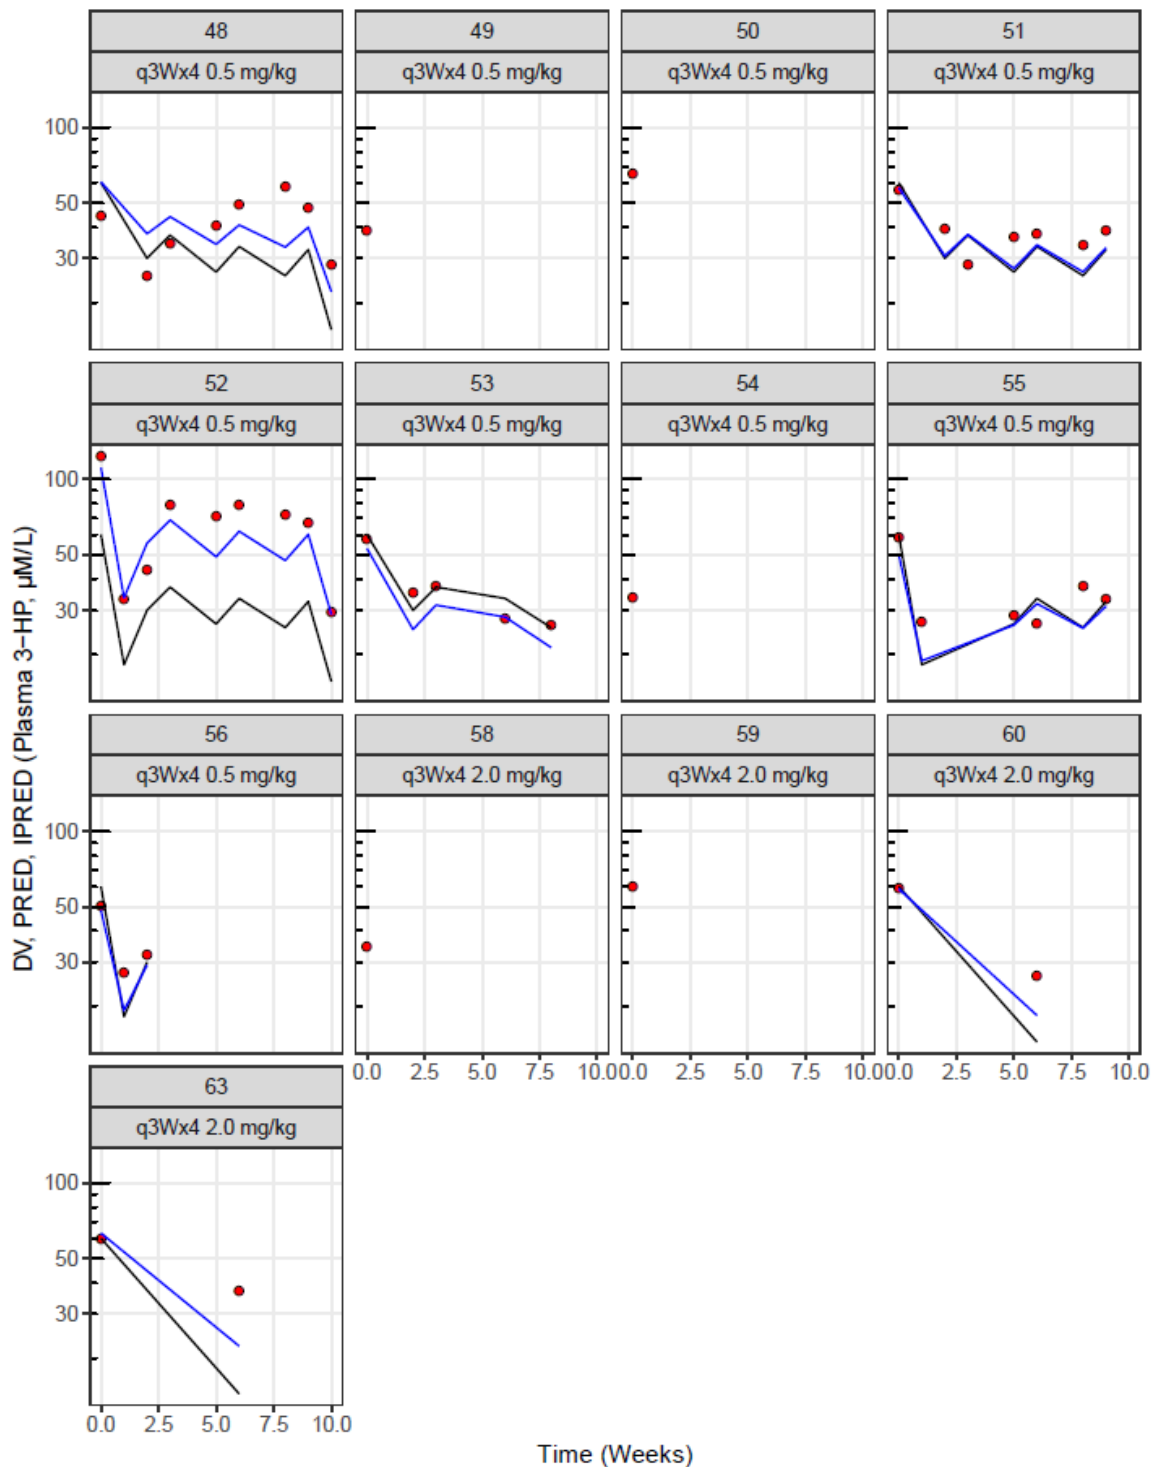 48 49 50 51
q3Wx4 0.5 mg/kg q3Wx4 0.5 mg/kg q3Wx4 0.5 mg/kg q3Wx4 0.5 mg/kg
100
50
30
52 53 54 55
q3Wx4 0.5 mg/kg q3Wx4 0.5 mg/kg q3Wx4 0.5 mg/kg q3Wx4 0.5 mg/kg
100
50
30
56 58 59 60
q3Wx4 0.5 mg/kg q3Wx4 2.0 mg/kg q3Wx4 2.0 mg/kg q3Wx4 2.0 mg/kg
100
50
30
0.0 2.5 5.0 7.5 10.0 0.0 2.5 5.0 7.5 10.0 0.0 2.5 5.0 7.5 10.0
63
q3Wx4 2.0 mg/kg
100
50
30
0.0 2.5 5.0 7.5 10.0
DV, PRED, IPRED (Plasma 3−HP, µM/L)
Time (Weeks)